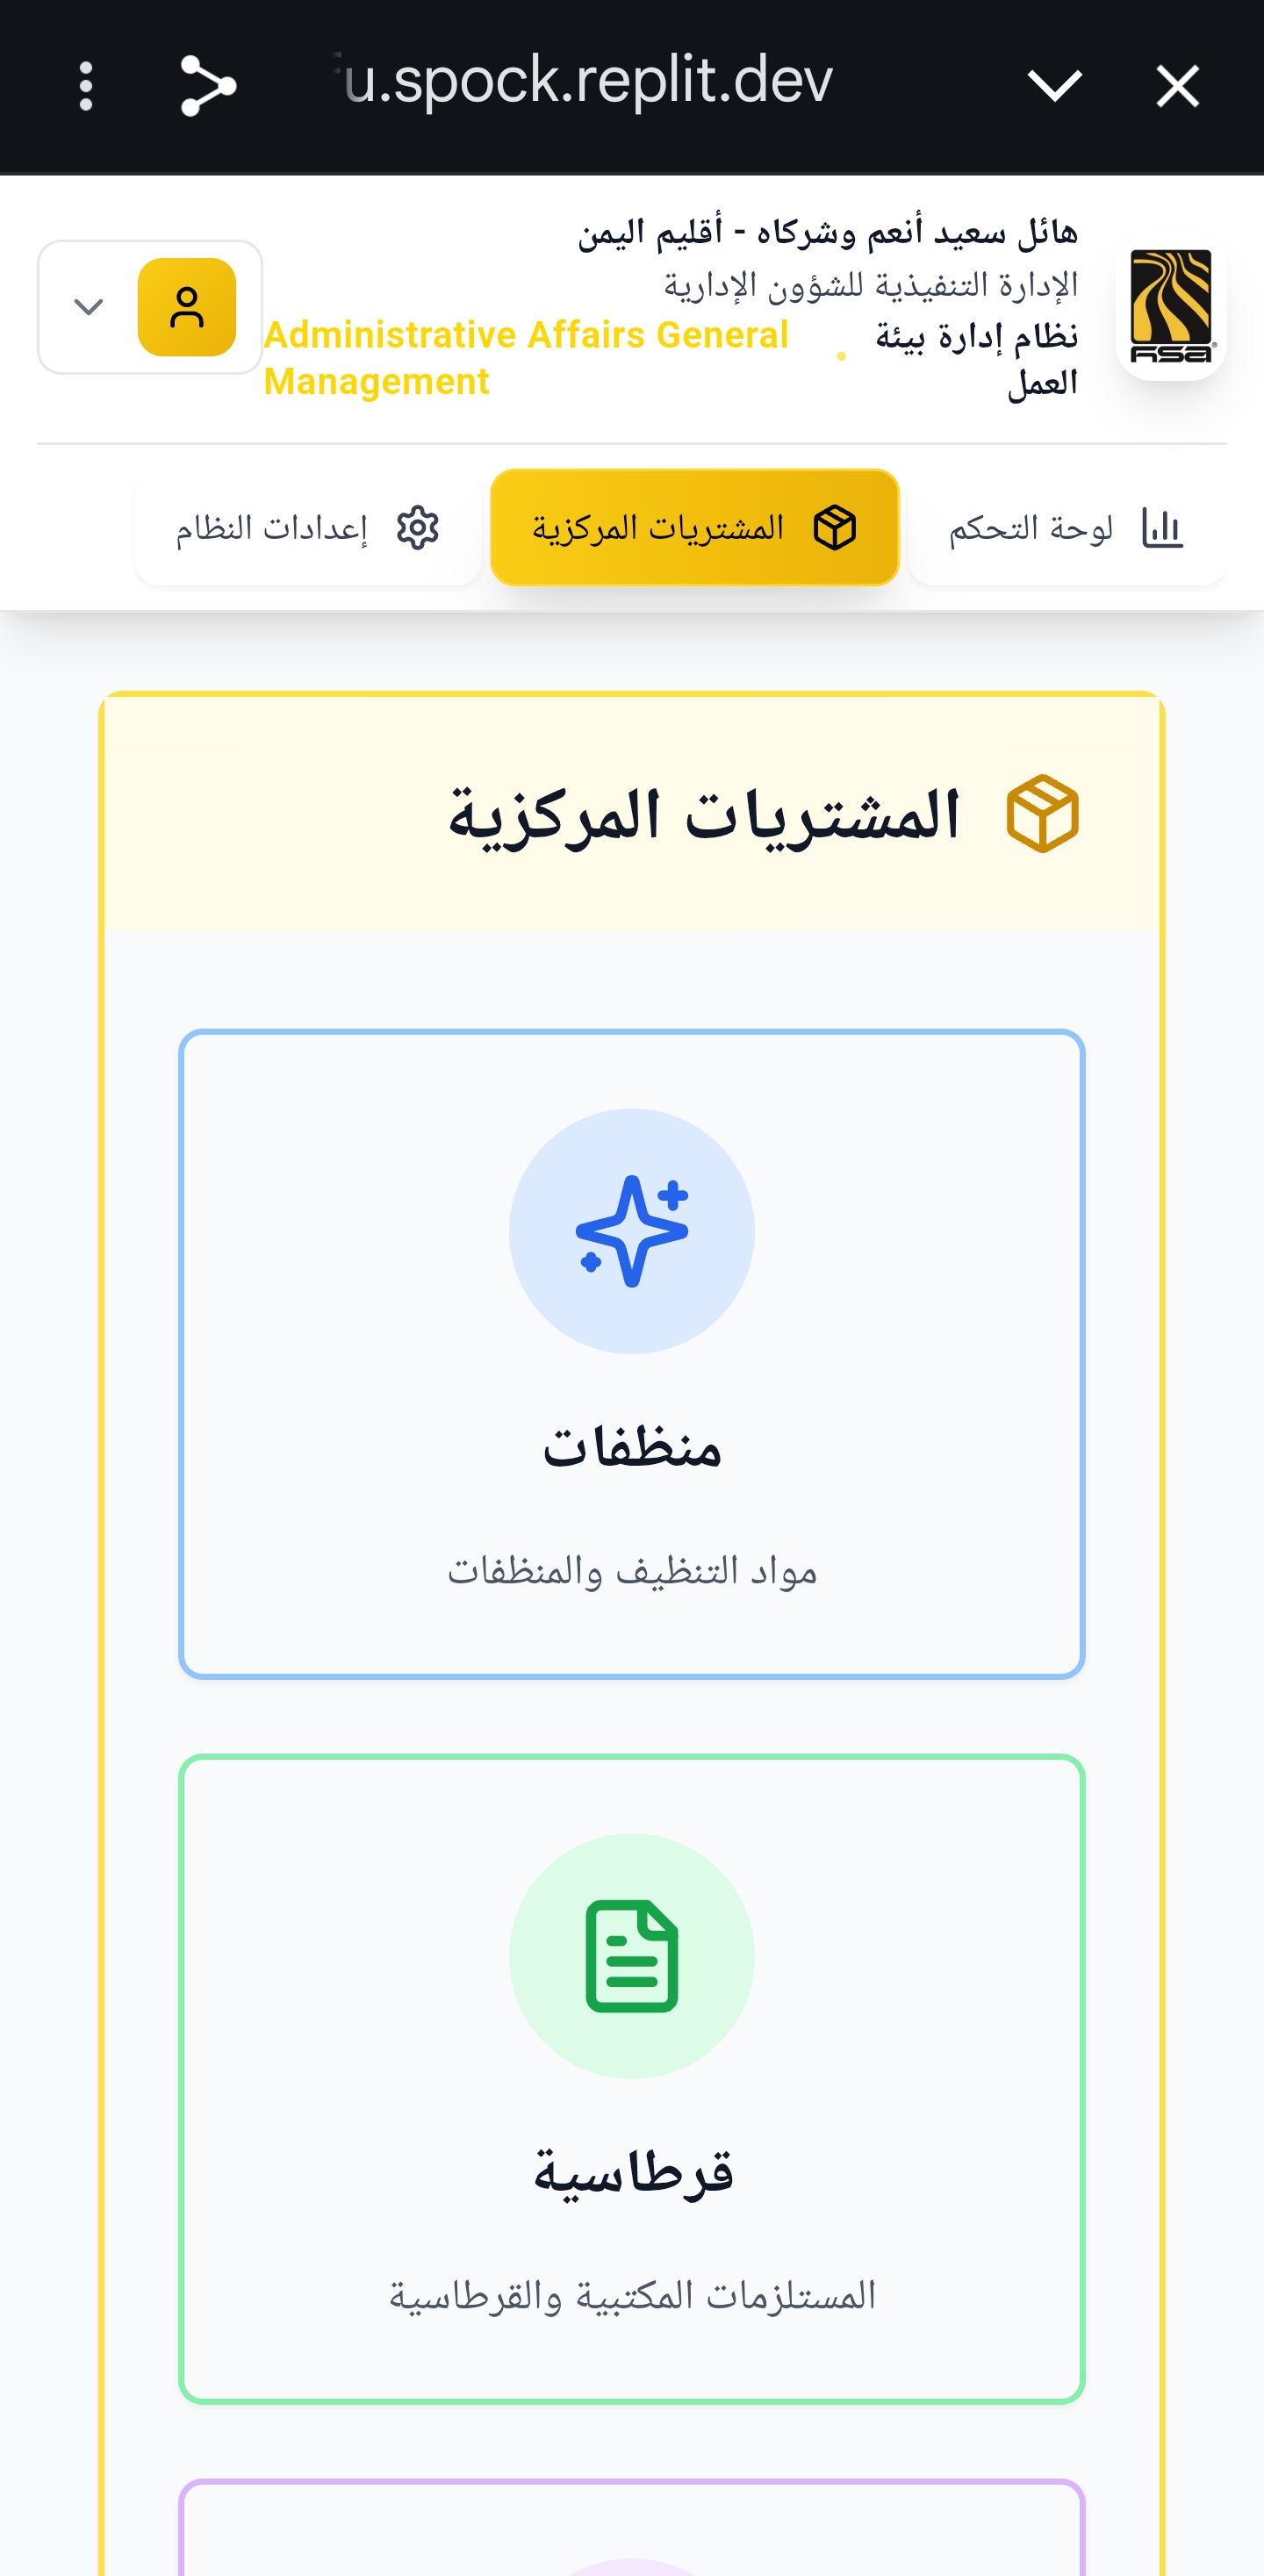 u.spock.replit.dev
هائل سعيد أنعم وشركاه - أقليم اليمن
الإدارة التنفيذية للشؤون الإدارية
نظام إدارة بيئة
العمل
Administrative Affairs General
Management
HSA
لوحة التحكم
المشتريات المركزية
إعدادات النظام
المشتريات المركزية
منظفات
مواد التنظيف والمنظفات
قرطاسية
المستلزمات المكتبية والقرطاسية